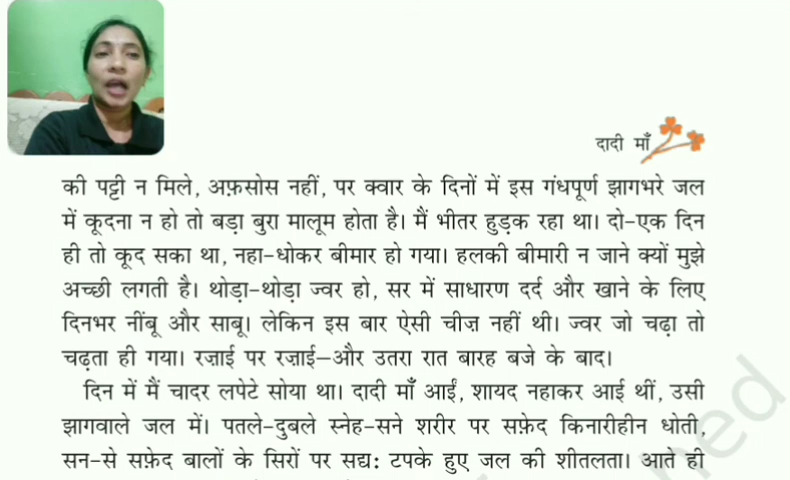 दादी माँ
की पट्टी न मिले, अफ़सोस नहीं, पर क्वार के दिनों में इस गंधपूर्ण झागभरे जल
में कूदना न हो तो बड़ा बुरा मालूम होता है। मैं भीतर हुड़क रहा था। दो-एक दिन
ही तो कूद सका था, नहा-धोकर बीमार हो गया। हलकी बीमारी न जाने क्यों मुझे
अच्छी लगती है। थोड़ा-थोड़ा ज्वर हो, सर में साधारण दर्द और खाने के लिए
दिनभर नींबू और साबू। लेकिन इस बार ऐसी चीज़ नहीं थी। ज्वर जो चढ़ा तो
चढ़ता ही गया। रज़ाई पर रज़ाई—और उतरा रात बारह बजे के बाद।
दिन में मैं चादर लपेटे सोया था। दादी माँ आईं, शायद नहाकर आई थीं, उसी
झागवाले जल में। पतले-दुबले स्नेह-सने शरीर पर सफ़ेद किनारीहीन धोती,
सन-से सफ़ेद बालों के सिरों पर सद्य: टपके हुए जल की शीतलता। आते ही